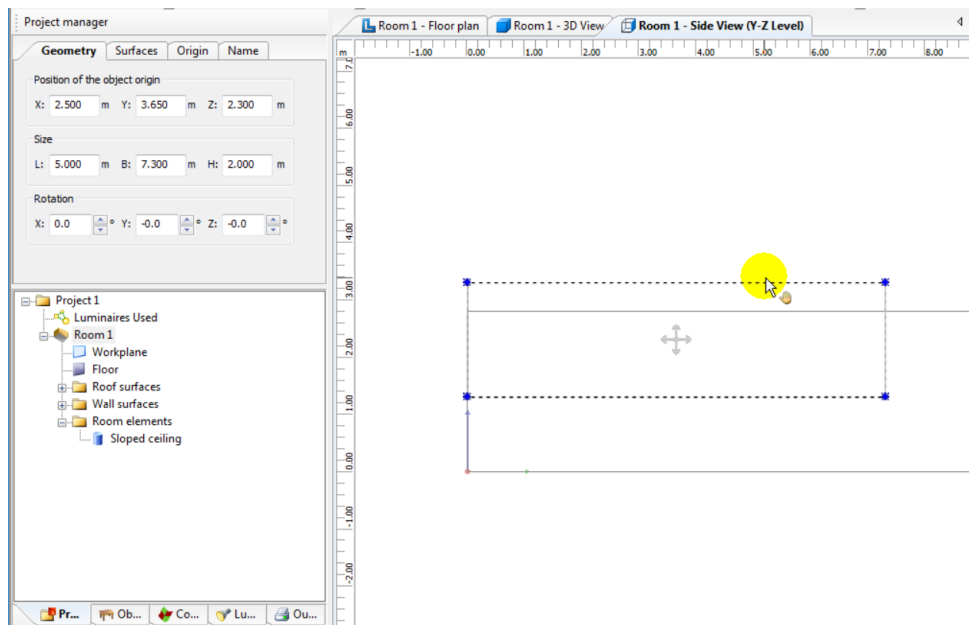 Project manager
Room 1 - Floor plan Room 1 - 3D View Room 1 - Side View (Y-Z Level)
Geometry Surfaces Origin Name
m -1.00 0.00 1.00 2.00 3.00 4.00 5.00 6.00 7.00 8.00
Position of the object origin
X: 2.500 m Y: 3.650 m Z: 2.300 m
Size
L: 5.000 m B: 7.300 m H: 2.000 m
Rotation
X: 0.0 ° Y: -0.0 ° Z: -0.0 °
7.0
6.00
5.00
4.00
3.00
2.00
1.00
0.00
-1.00
-2.00
Project 1
Luminaires Used
Room 1
Workplane
Floor
Roof surfaces
Wall surfaces
Room elements
Sloped ceiling
Pr... Ob... Co... Lu... Ou...